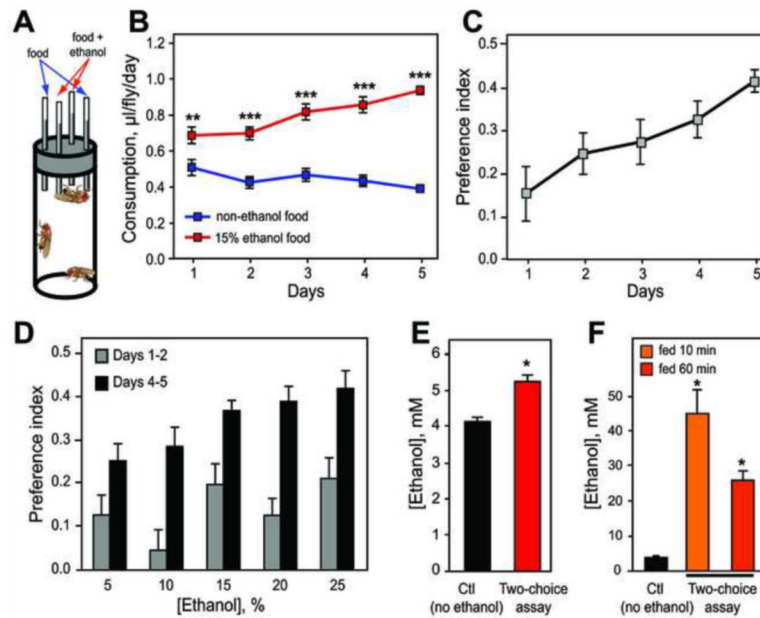 A
food +
ethanol
food
B
Consumption, µl/fly/day
1.2
1.0
0.8
0.6
0.4
0.2
0.0
**
***
***
***
***
non-ethanol food
15% ethanol food
1 2 3 4 5
Days
C
Preference index
0.5
0.4
0.3
0.2
0.1
0.0
1 2 3 4 5
Days
D
Preference index
0.5
0.4
0.3
0.2
0.1
0.0
Days 1-2
Days 4-5
5 10 15 20 25
[Ethanol], %
E
[Ethanol], mM
6
5
4
3
2
1
0
*
Ctl
(no ethanol)
Two-choice
assay
F
fed 10 min
fed 60 min
[Ethanol], mM
50
40
30
20
10
0
*
*
Ctl
(no ethanol)
Two-choice
assay